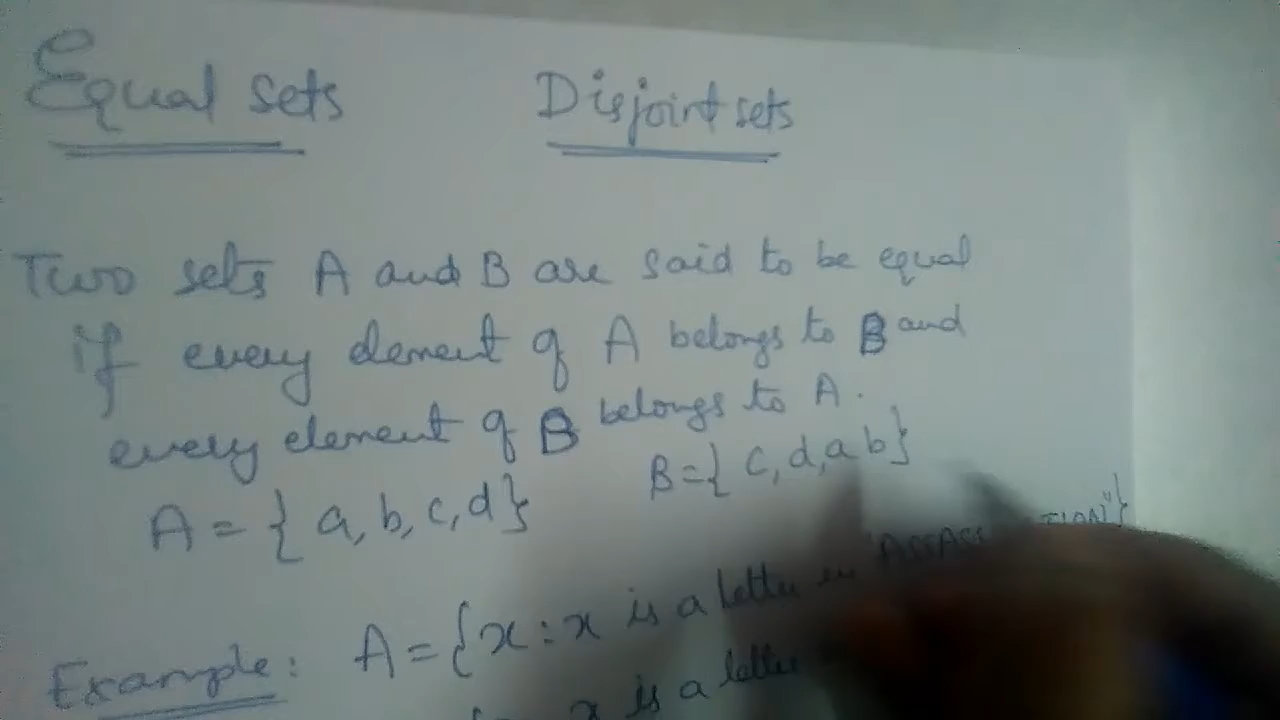 Equal sets Disjoint sets
Two sets A and B are said to be equal
if every element of A belongs to B and
every element of B belongs to A.
A = { a, b, c, d } B = { c, d, a b }
Example: A = { x : x is a letter in
x is a letter